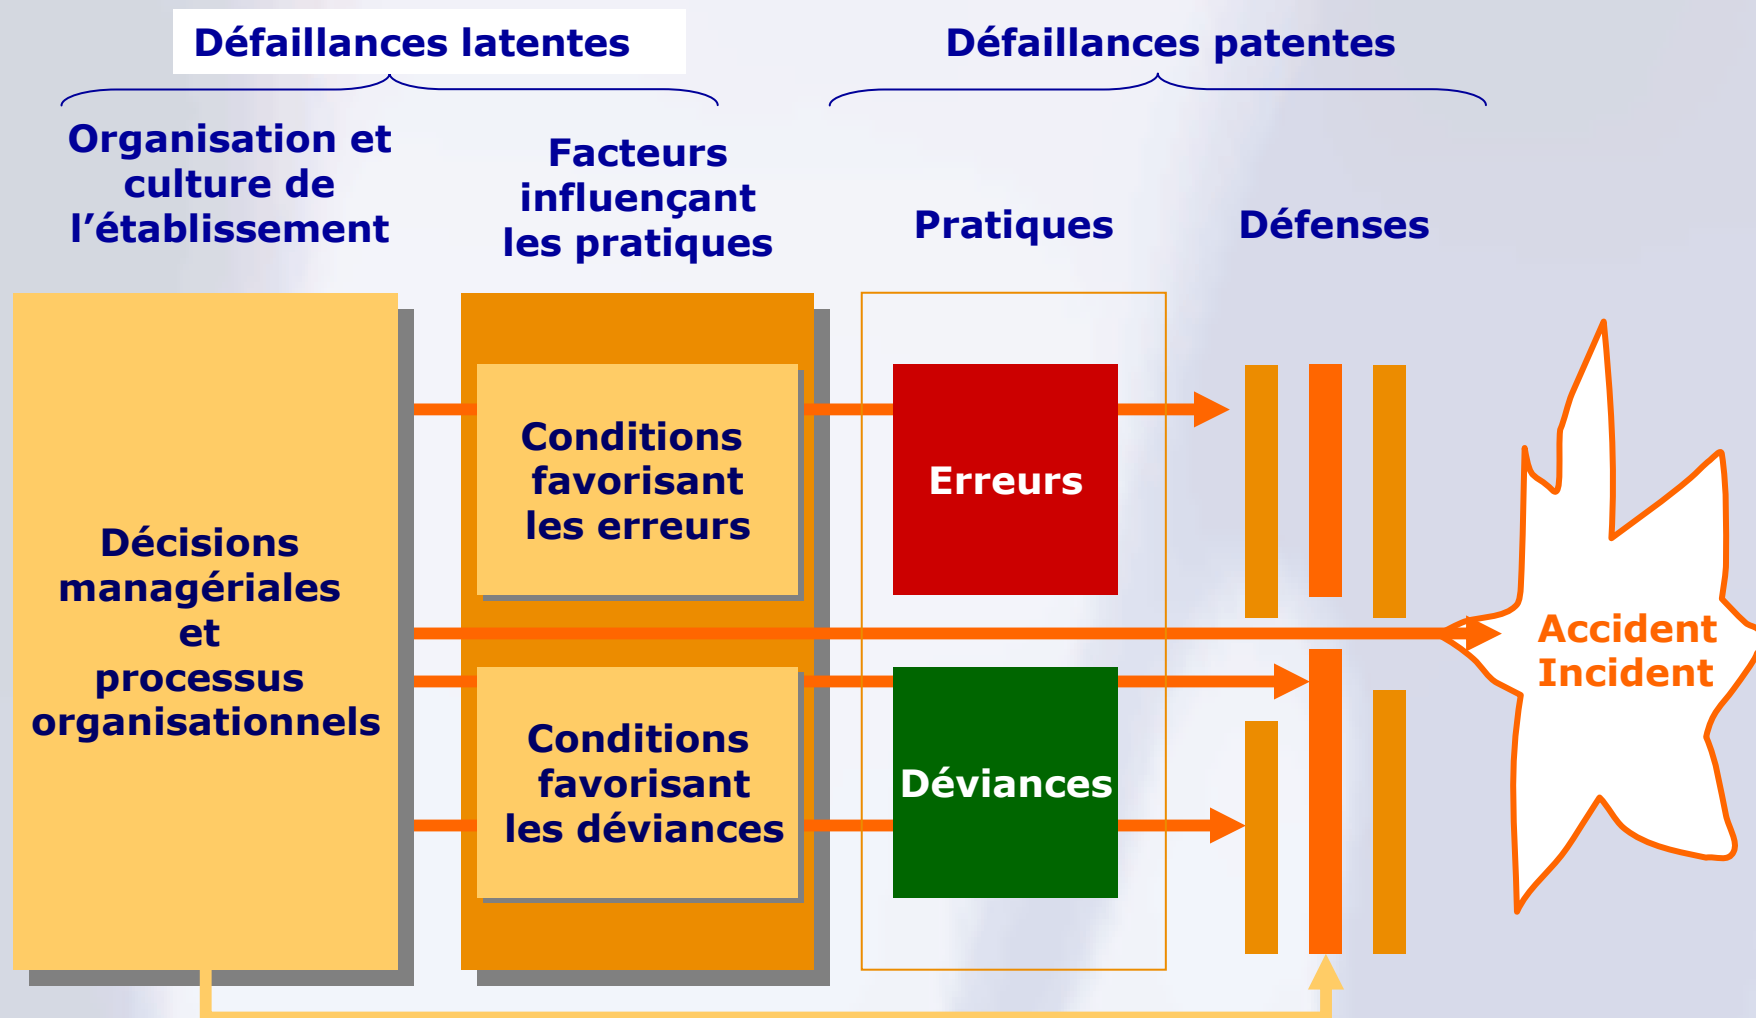 Défaillances latentes
Défaillances patentes
Organisation et
culture de
l’établissement
Facteurs
influençant
les pratiques
Pratiques
Défenses
Décisions
managériales
et
processus
organisationnels
Conditions
favorisant
les erreurs
Conditions
favorisant
les déviances
Erreurs
Déviances
Accident
Incident